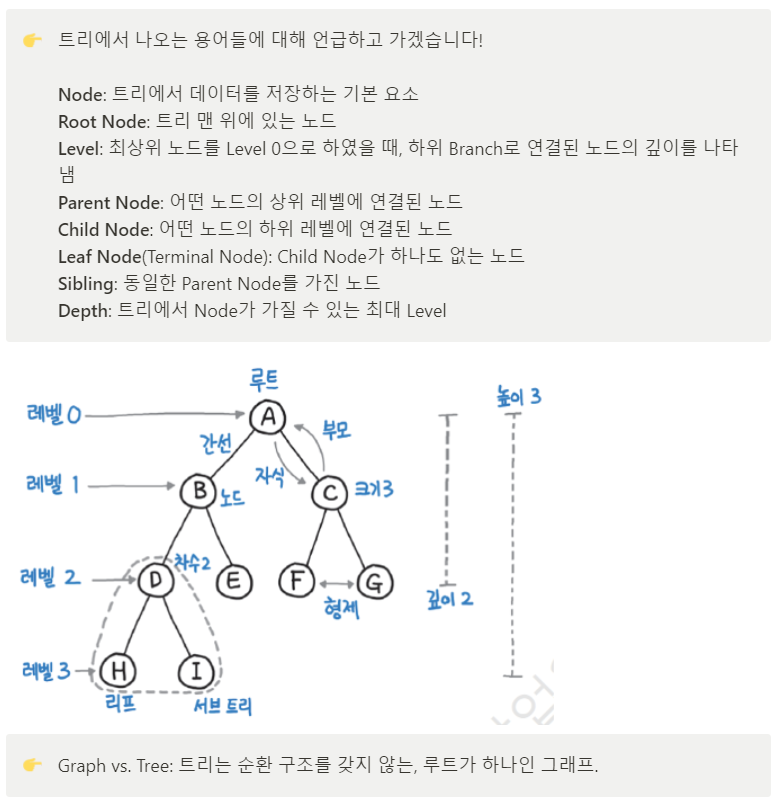 트리에서 나오는 용어들에 대해 언급하고 가겠습니다!
Node: 트리에서 데이터를 저장하는 기본 요소
Root Node: 트리 맨 위에 있는 노드
Level: 최상위 노드를 Level 0으로 하였을 때, 하위 Branch로 연결된 노드의 깊이를 나타
냄
Parent Node: 어떤 노드의 상위 레벨에 연결된 노드
Child Node: 어떤 노드의 하위 레벨에 연결된 노드
Leaf Node(Terminal Node): Child Node가 하나도 없는 노드
Sibling: 동일한 Parent Node를 가진 노드
Depth: 트리에서 Node가 가질 수 있는 최대 Level
루트
높이 3
레벨 0
A
부모
간선
자식
레벨 1
B
노드
C
크기 3
레벨 2
D
차수 2
E
F
G
형제
깊이 2
레벨 3
H
I
리프
서브 트리
Graph vs. Tree: 트리는 순환 구조를 갖지 않는, 루트가 하나인 그래프.